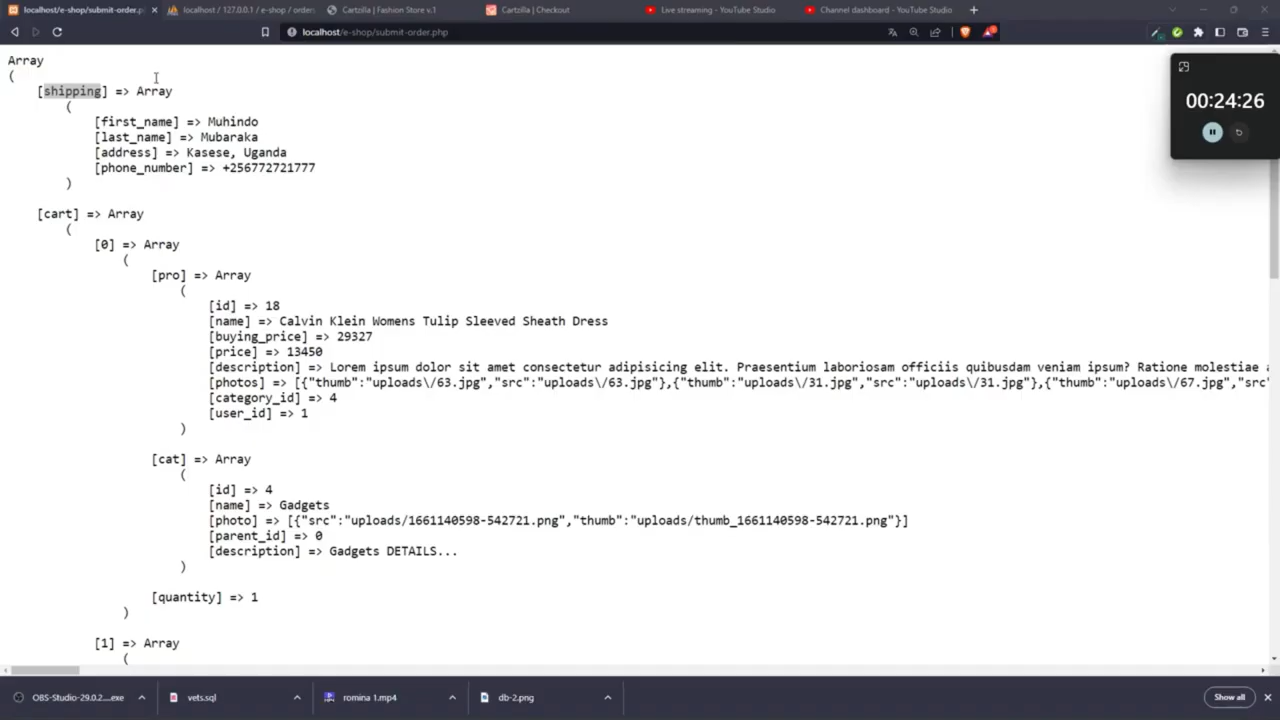 localhost/e-shop/submit-order.p
localhost / 127.0.0.1 / e-shop / order
Cartzilla | Fashion Store v.1
Cartzilla | Checkout
Live streaming - YouTube Studio
Channel dashboard - YouTube Studio
localhost/e-shop/submit-order.php
00:24:26
Array
(
[shipping] => Array
(
[first_name] => Muhindo
[last_name] => Mubaraka
[address] => Kasese, Uganda
[phone_number] => +256772721777
)
[cart] => Array
(
[0] => Array
(
[pro] => Array
(
[id] => 18
[name] => Calvin Klein Womens Tulip Sleeved Sheath Dress
[buying_price] => 29327
[price] => 13450
[description] => Lorem ipsum dolor sit amet consectetur adipisicing elit. Praesentium laboriosam officiis quibusdam veniam ipsum? Ratione molestiae a
[photos] => [{"thumb":"uploads\/63.jpg","src":"uploads\/63.jpg"},{"thumb":"uploads\/31.jpg","src":"uploads\/31.jpg"},{"thumb":"uploads\/67.jpg","src"
[category_id] => 4
[user_id] => 1
)
[cat] => Array
(
[id] => 4
[name] => Gadgets
[photo] => [{"src":"uploads/1661140598-542721.png","thumb":"uploads/thumb_1661140598-542721.png"}]
[parent_id] => 0
[description] => Gadgets DETAILS...
)
[quantity] => 1
)
[1] => Array
(
OBS-Studio-29.0.2....exe
vets.sql
romina 1.mp4
db-2.png
Show all